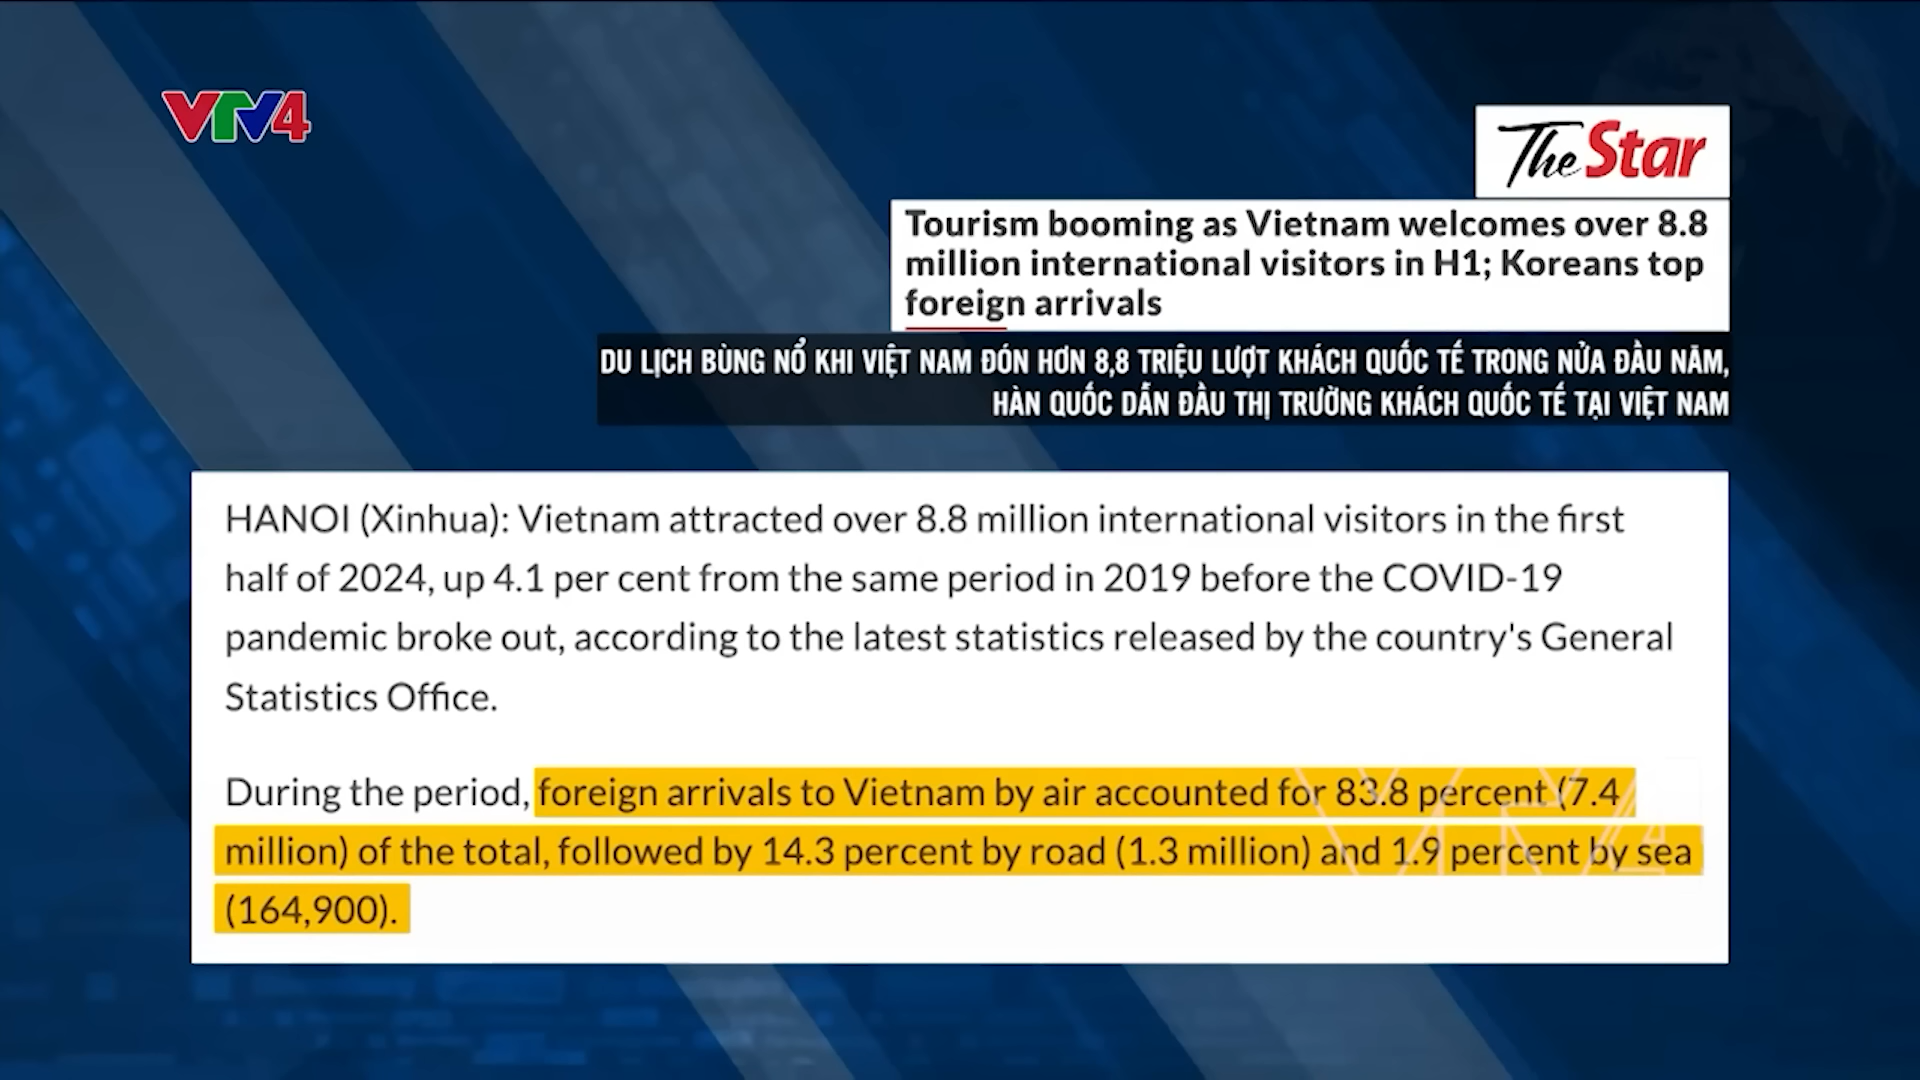 VTV4
The Star
Tourism booming as Vietnam welcomes over 8.8
million international visitors in H1; Koreans top
foreign arrivals
DU LỊCH BÙNG NỔ KHI VIỆT NAM ĐÓN HƠN 8,8 TRIỆU LƯỢT KHÁCH QUỐC TẾ TRONG NỬA ĐẦU NĂM,
HÀN QUỐC DẪN ĐẦU THỊ TRƯỜNG KHÁCH QUỐC TẾ TẠI VIỆT NAM
HANOI (Xinhua): Vietnam attracted over 8.8 million international visitors in the first
half of 2024, up 4.1 per cent from the same period in 2019 before the COVID-19
pandemic broke out, according to the latest statistics released by the country's General
Statistics Office.
During the period, foreign arrivals to Vietnam by air accounted for 83.8 percent (7.4
million) of the total, followed by 14.3 percent by road (1.3 million) and 1.9 percent by sea
(164,900).